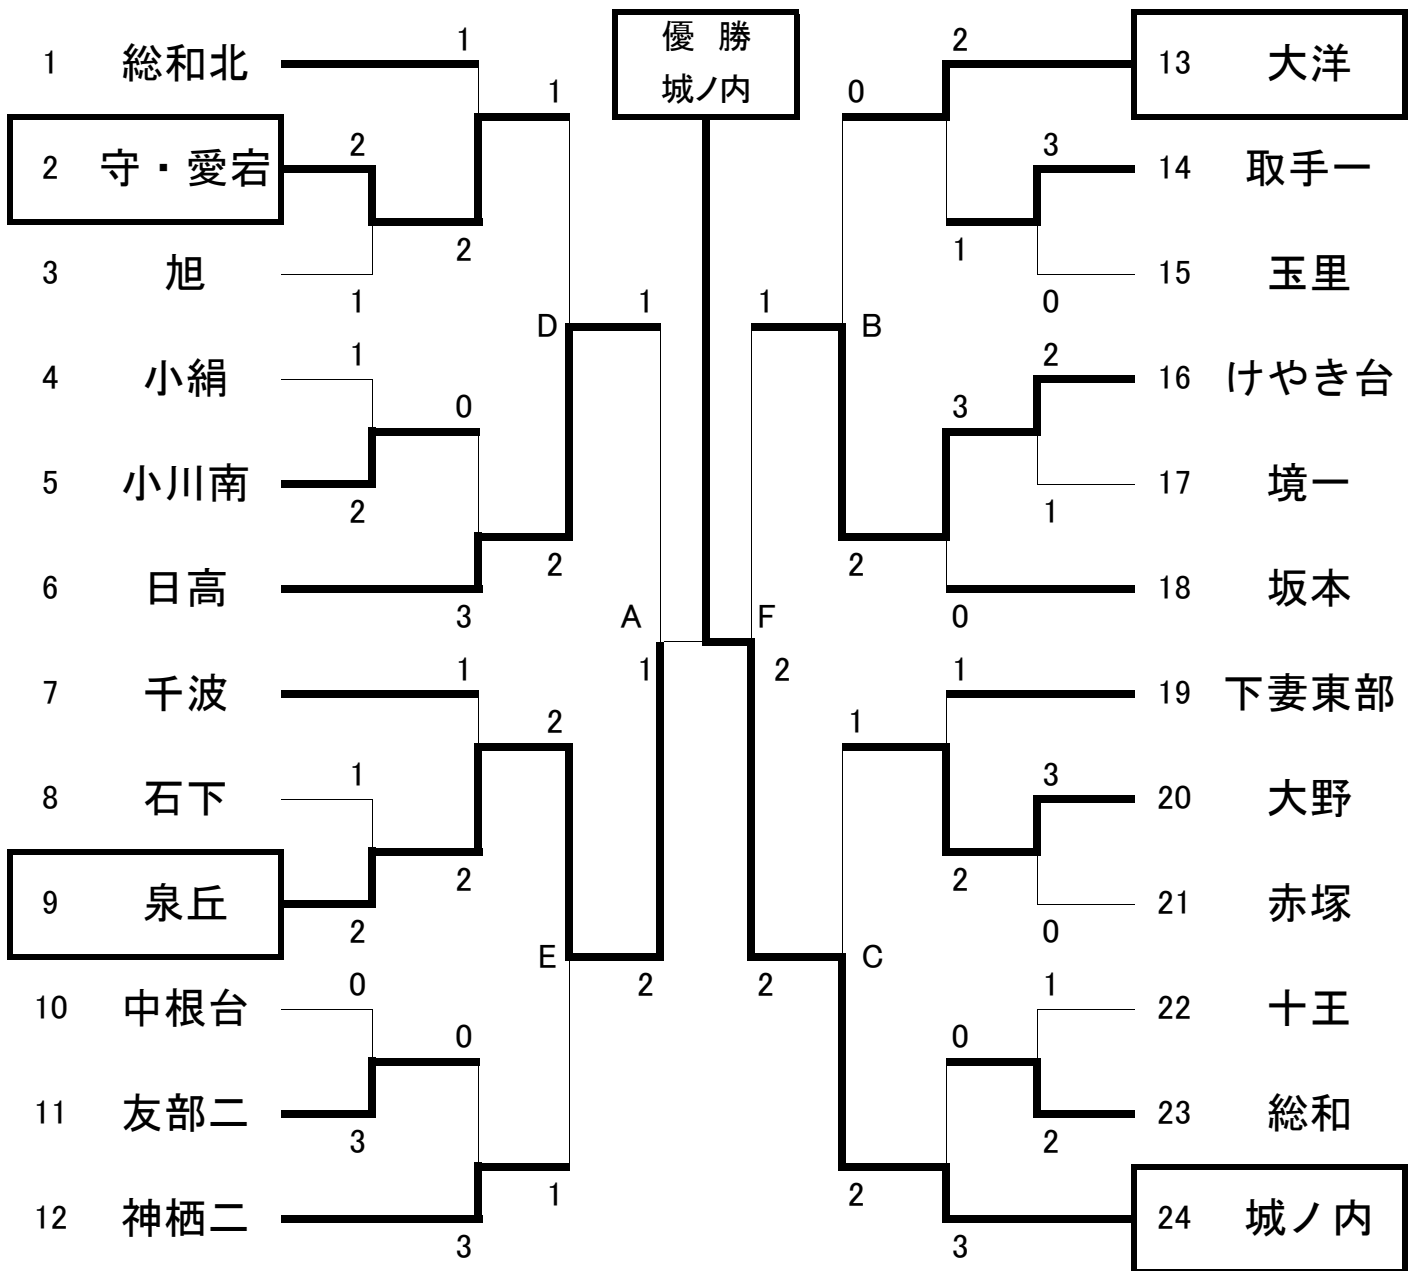 優 勝
城ノ内
1 総和北
1
1
2 守・愛宕
2
2
3 旭
1
D
1
4 小絹
1
0
5 小川南
2
2
6 日高
3
A
1
7 千波
1
2
8 石下
1
2
9 泉丘
2
E
2
10 中根台
0
0
11 友部二
3
1
12 神栖二
3
13 大洋
2
0
14 取手一
3
1
15 玉里
0
1
B
16 けやき台
2
3
17 境一
1
2
18 坂本
0
F
2
19 下妻東部
1
1
20 大野
3
2
21 赤塚
0
C
2
22 十王
1
0
23 総和
2
2
24 城ノ内
3